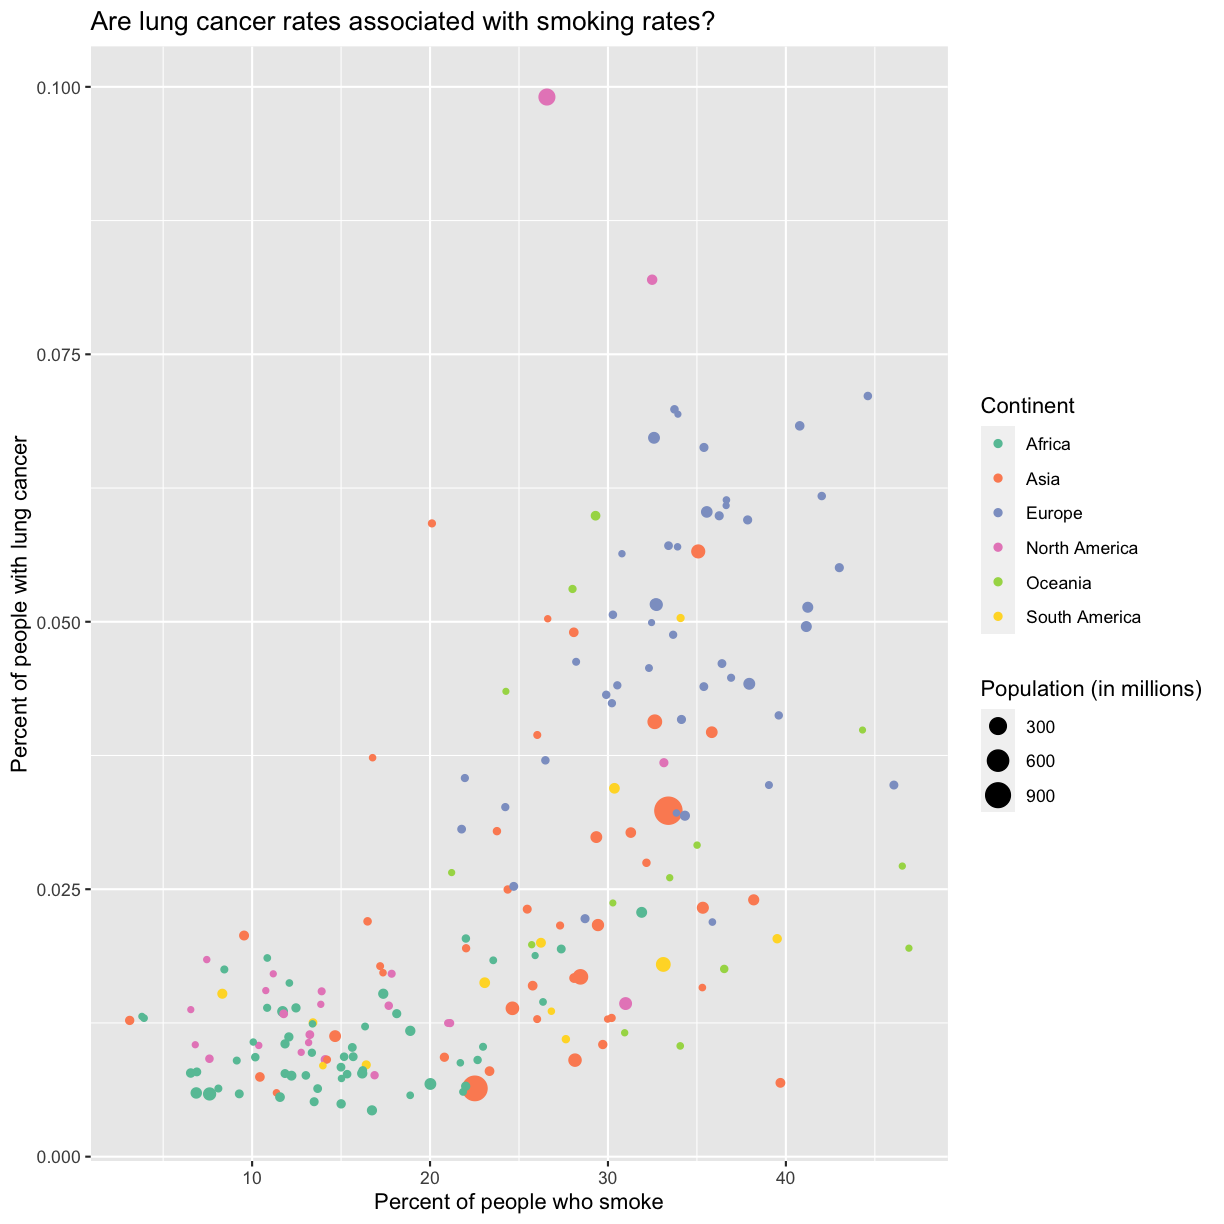 Are lung cancer rates associated with smoking rates?
Percent of people with lung cancer
0.100
0.075
0.050
0.025
0.000
10 20 30 40
Percent of people who smoke
Continent
Africa
Asia
Europe
North America
Oceania
South America
Population (in millions)
300
600
900